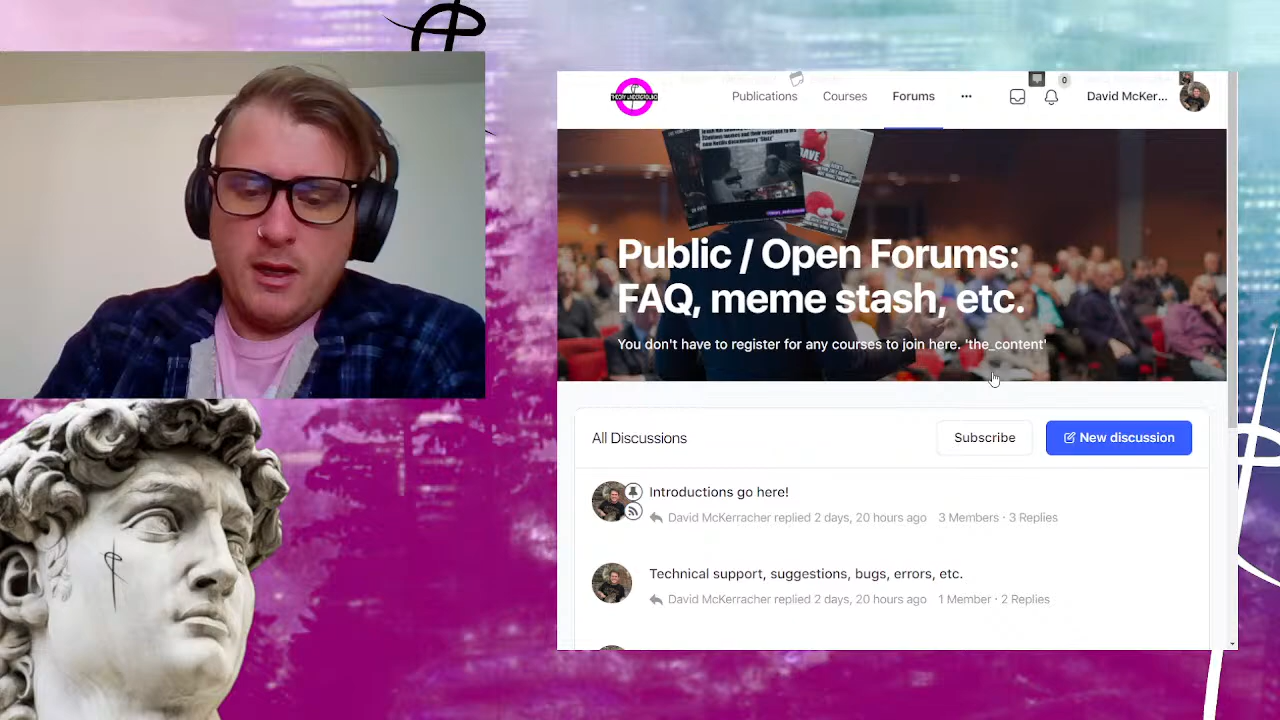 THEORY UNDERGROUND
Publications
Courses
Forums
0
David McKer...
Public / Open Forums:
FAQ, meme stash, etc.
You don't have to register for any courses to join here. 'the_content'
All Discussions
Subscribe
New discussion
Introductions go here!
David McKerracher replied 2 days, 20 hours ago 3 Members · 3 Replies
Technical support, suggestions, bugs, errors, etc.
David McKerracher replied 2 days, 20 hours ago 1 Member · 2 Replies